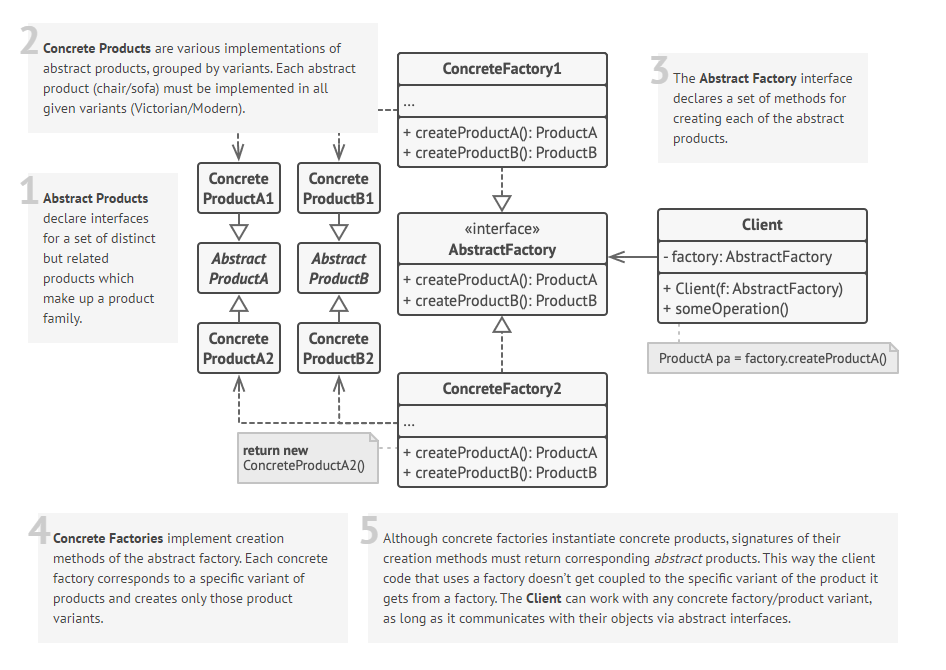 2
Concrete Products are various implementations of
abstract products, grouped by variants. Each abstract
product (chair/sofa) must be implemented in all
given variants (Victorian/Modern).
ConcreteFactory1
...
+ createProductA(): ProductA
+ createProductB(): ProductB
3
The Abstract Factory interface
declares a set of methods for
creating each of the abstract
products.
1
Abstract Products
declare interfaces
for a set of distinct
but related
products which
make up a product
family.
Concrete
ProductA1
Concrete
ProductB1
Abstract
ProductA
Abstract
ProductB
Concrete
ProductA2
Concrete
ProductB2
«interface»
AbstractFactory
+ createProductA(): ProductA
+ createProductB(): ProductB
Client
- factory: AbstractFactory
+ Client(f: AbstractFactory)
+ someOperation()
ProductA pa = factory.createProductA()
ConcreteFactory2
...
+ createProductA(): ProductA
+ createProductB(): ProductB
return new
ConcreteProductA2()
4
Concrete Factories implement creation
methods of the abstract factory. Each concrete
factory corresponds to a specific variant of
products and creates only those product
variants.
5
Although concrete factories instantiate concrete products, signatures of their
creation methods must return corresponding abstract products. This way the client
code that uses a factory doesn’t get coupled to the specific variant of the product it
gets from a factory. The Client can work with any concrete factory/product variant,
as long as it communicates with their objects via abstract interfaces.